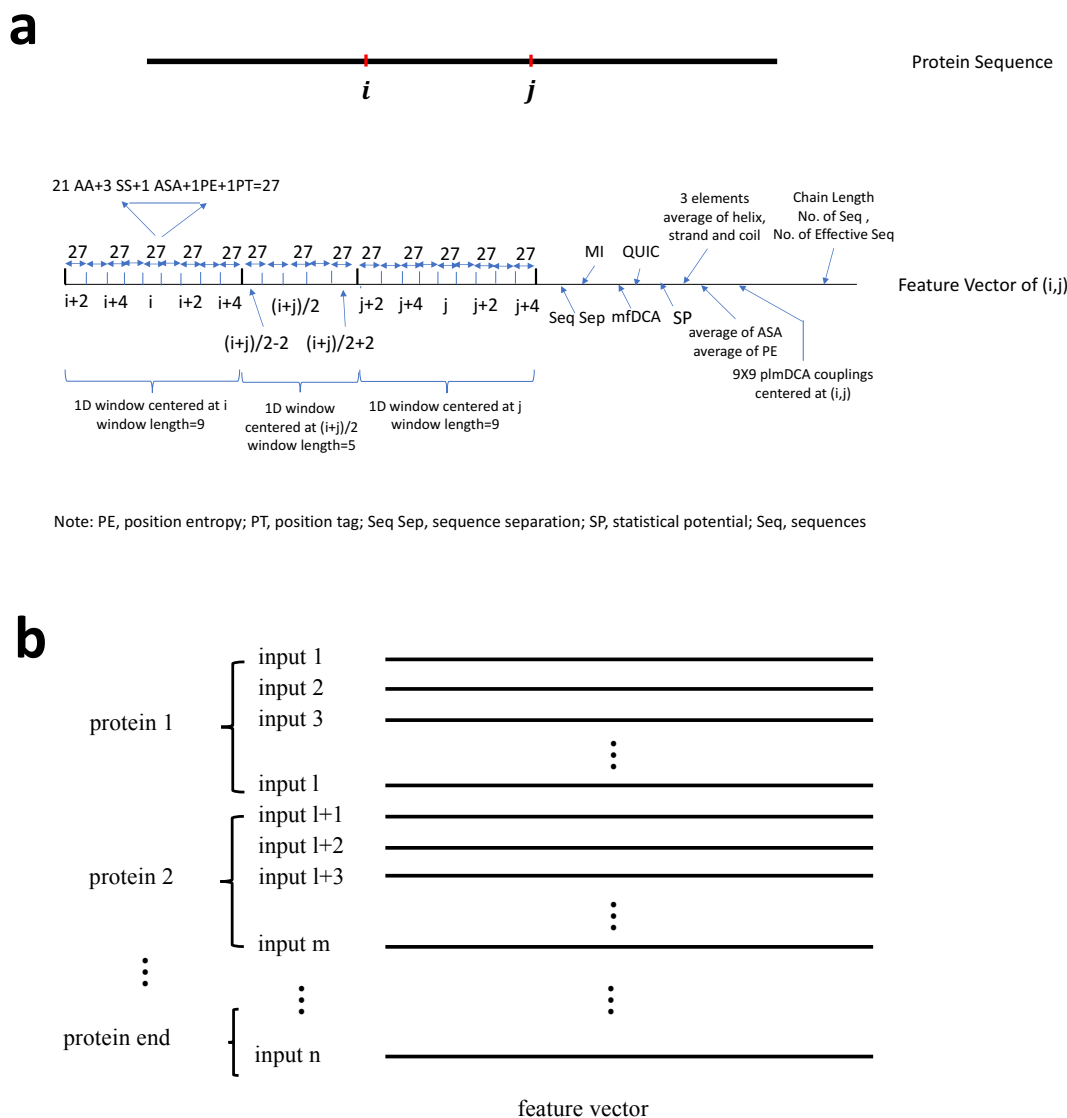 a
Protein Sequence
i
j
21 AA+3 SS+1 ASA+1PE+1PT=27
3 elements
average of helix,
strand and coil
Chain Length
No. of Seq ,
No. of Effective Seq
27 27 27 27 27 27 27 27 27 27 27 27 27
MI
QUIC
Feature Vector of (i,j)
i+2 i+4 i i+2 i+4 (i+j)/2 j+2 j+4 j j+2 j+4
Seq Sep
mfDCA
SP
(i+j)/2-2 (i+j)/2+2
average of ASA
average of PE
9X9 plmDCA couplings
centered at (i,j)
1D window centered at i
window length=9
1D window
centered at (i+j)/2
window length=5
1D window centered at j
window length=9
Note: PE, position entropy; PT, position tag; Seq Sep, sequence separation; SP, statistical potential; Seq, sequences
b
protein 1
input 1
input 2
input 3
input l
protein 2
input l+1
input l+2
input l+3
input m
protein end
input n
feature vector